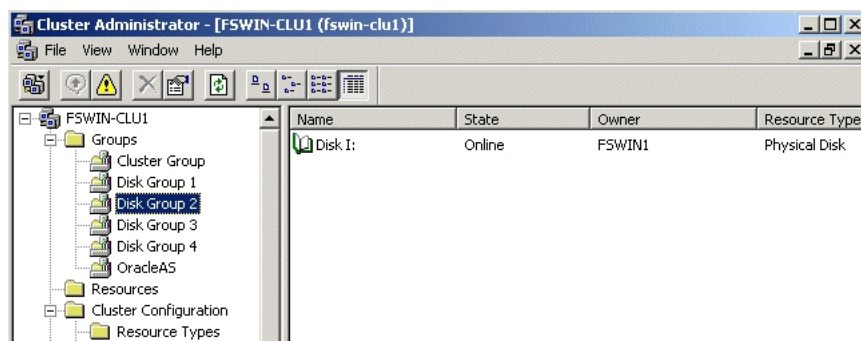 Cluster Administrator - [FSWIN-CLU1 (fswin-clu1)]
File View Window Help
FSWIN-CLU1
Groups
Cluster Group
Disk Group 1
Disk Group 2
Disk Group 3
Disk Group 4
OracleAS
Resources
Cluster Configuration
Resource Types
Name State Owner Resource Type
Disk I: Online FSWIN1 Physical Disk